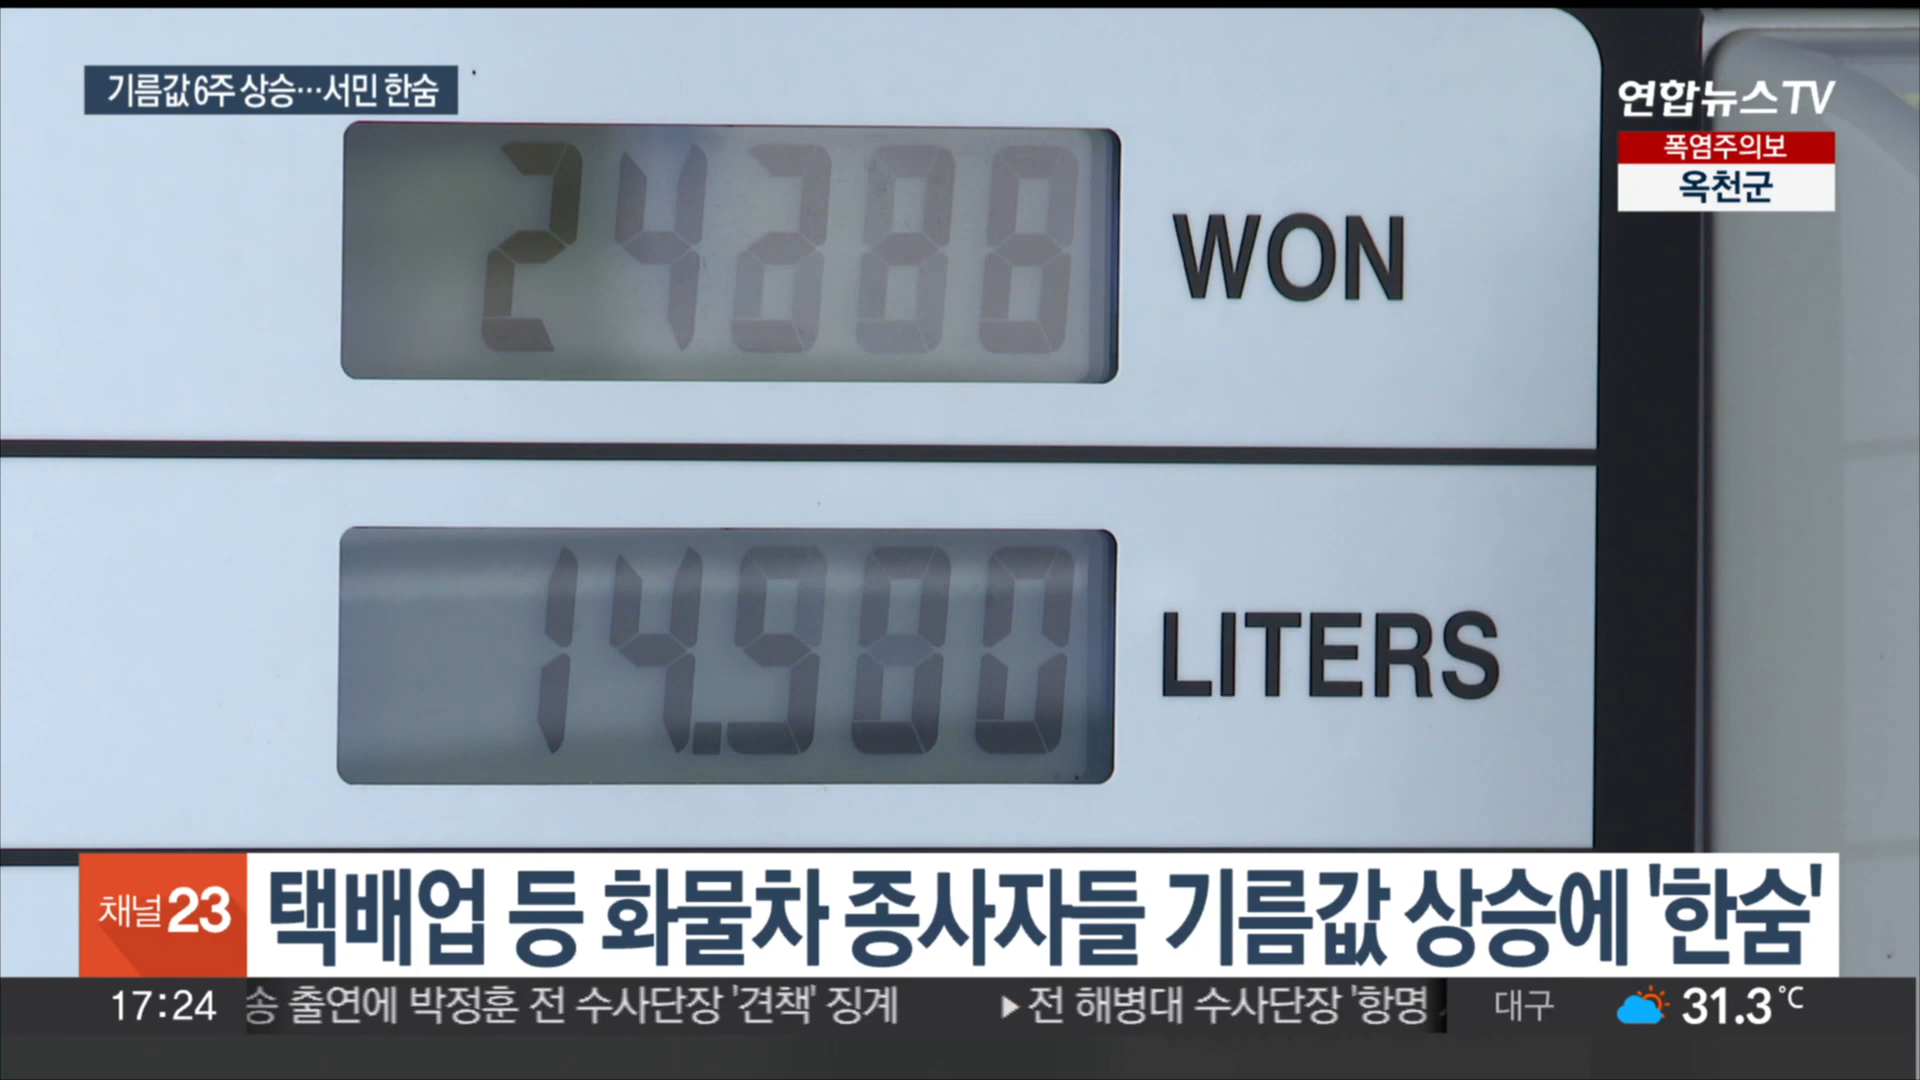 기름값 6주 상승…서민 한숨
연합뉴스TV
폭염주의보
옥천군
WON
14.980
LITERS
채널 23
택배업 등 화물차 종사자들 기름값 상승에 '한숨'
17:24 송 출연에 박정훈 전 수사단장 '견책' 징계 ▶전 해병대 수사단장 '항명 대구 31.3℃